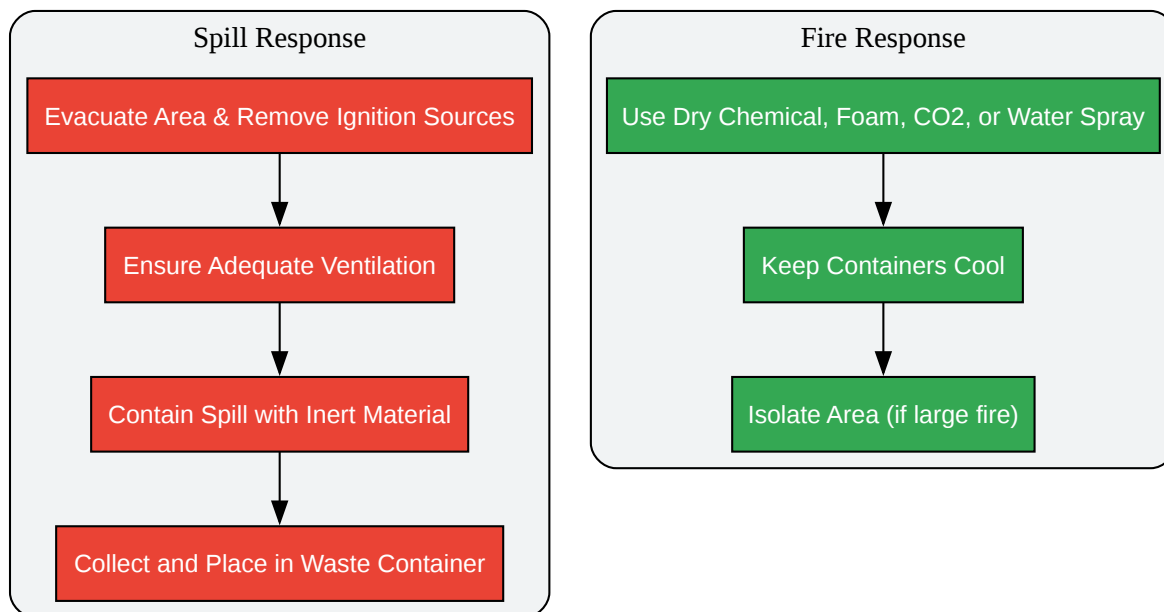 Spill Response
Evacuate Area & Remove Ignition Sources
Ensure Adequate Ventilation
Contain Spill with Inert Material
Collect and Place in Waste Container
Fire Response
Use Dry Chemical, Foam, CO2, or Water Spray
Keep Containers Cool
Isolate Area (if large fire)